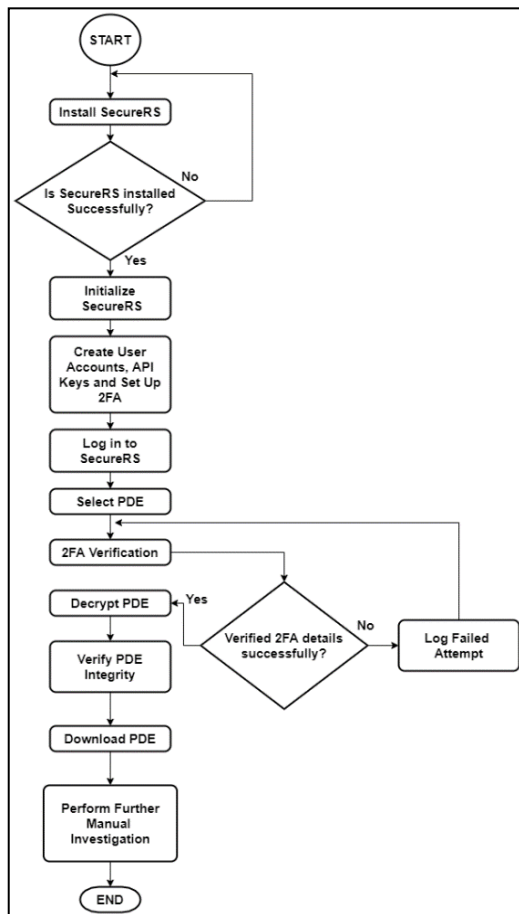 START
Install SecureRS
No
Is SecureRS installed
Successfully?
Yes
Initialize
SecureRS
Create User
Accounts, API
Keys and Set Up
2FA
Log in to
SecureRS
Select PDE
2FA Verification
Decrypt PDE
Yes
Verified 2FA details
successfully?
No
Log Failed
Attempt
Verify PDE
Integrity
Download PDE
Perform Further
Manual
Investigation
END